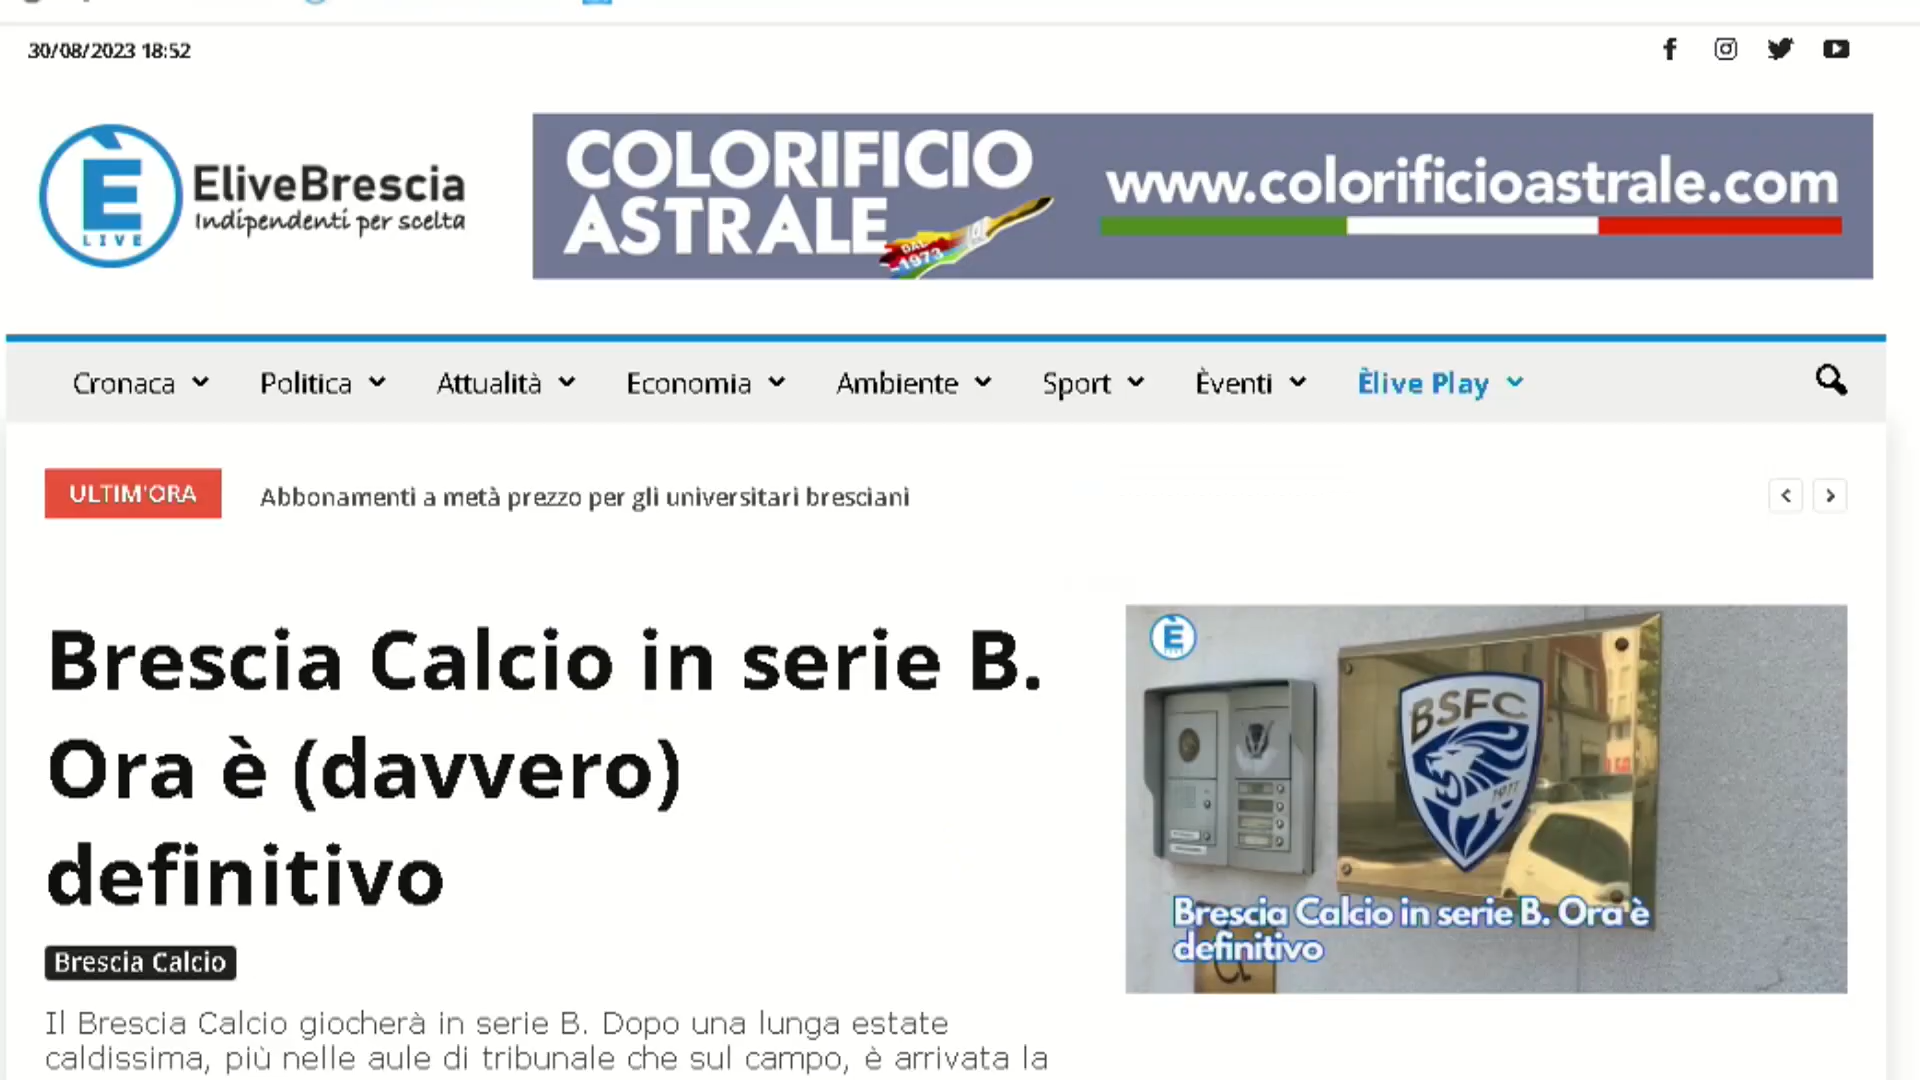 30/08/2023 18:52
È
LIVE
EliveBrescia
Indipendenti per scelta
COLORIFICIO
ASTRALE
DAL
1973
www.colorificioastrale.com
Cronaca
Politica
Attualità
Economia
Ambiente
Sport
Èventi
Èlive Play
ULTIM'ORA
Abbonamenti a metà prezzo per gli universitari bresciani
Brescia Calcio in serie B.
Ora è (davvero)
definitivo
È
BSFC
1911
Brescia Calcio in serie B. Ora è
definitivo
Brescia Calcio
Il Brescia Calcio giocherà in serie B. Dopo una lunga estate
caldissima, più nelle aule di tribunale che sul campo, è arrivata la